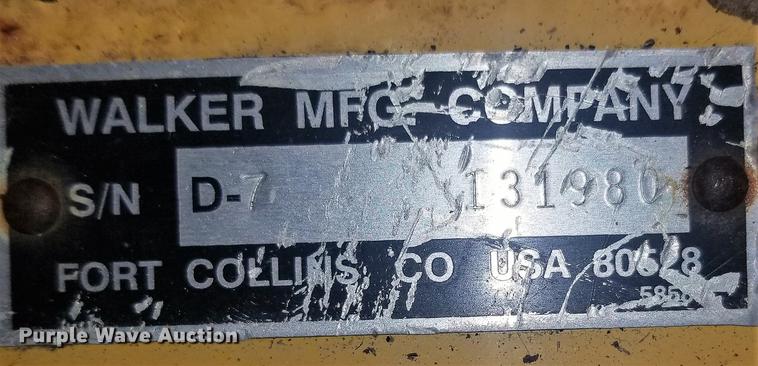 WALKER MFG. COMPANY
S/N D-7 131980
FORT COLLINS, CO USA 80528
Purple Wave Auction